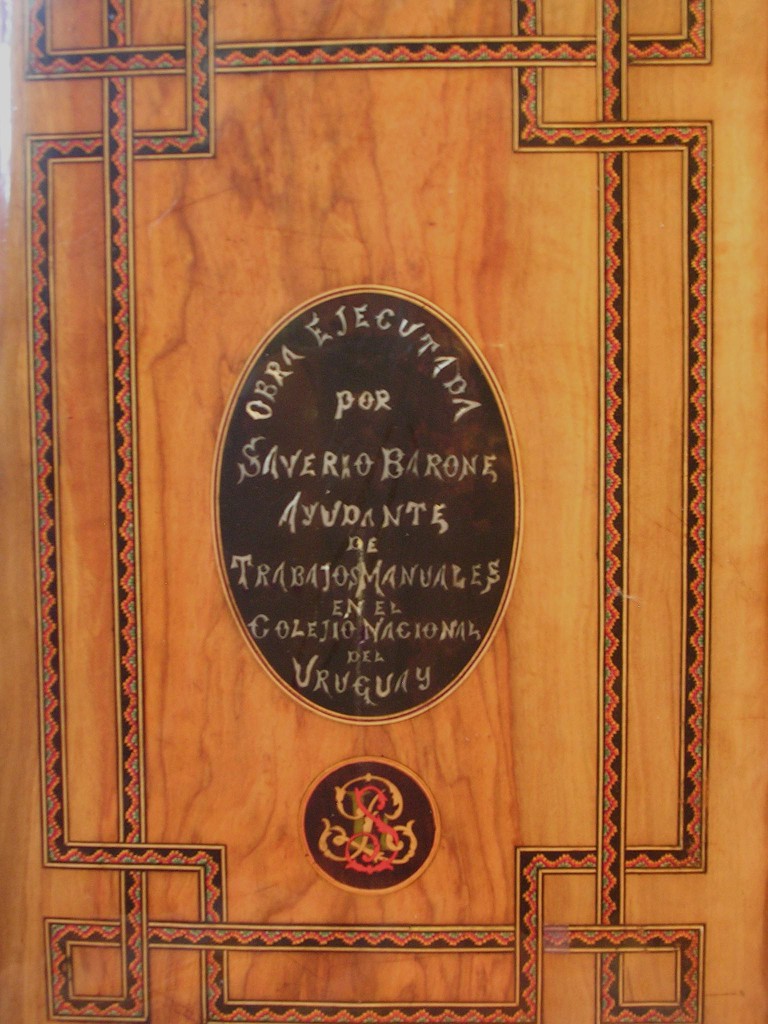 OBRA EJECUTADA
POR
SAVERIO BARONE
AYUDANTE
DE
TRABAJOS MANUALES
EN EL
COLEJIO NACIONAL
DEL
URUGUAY